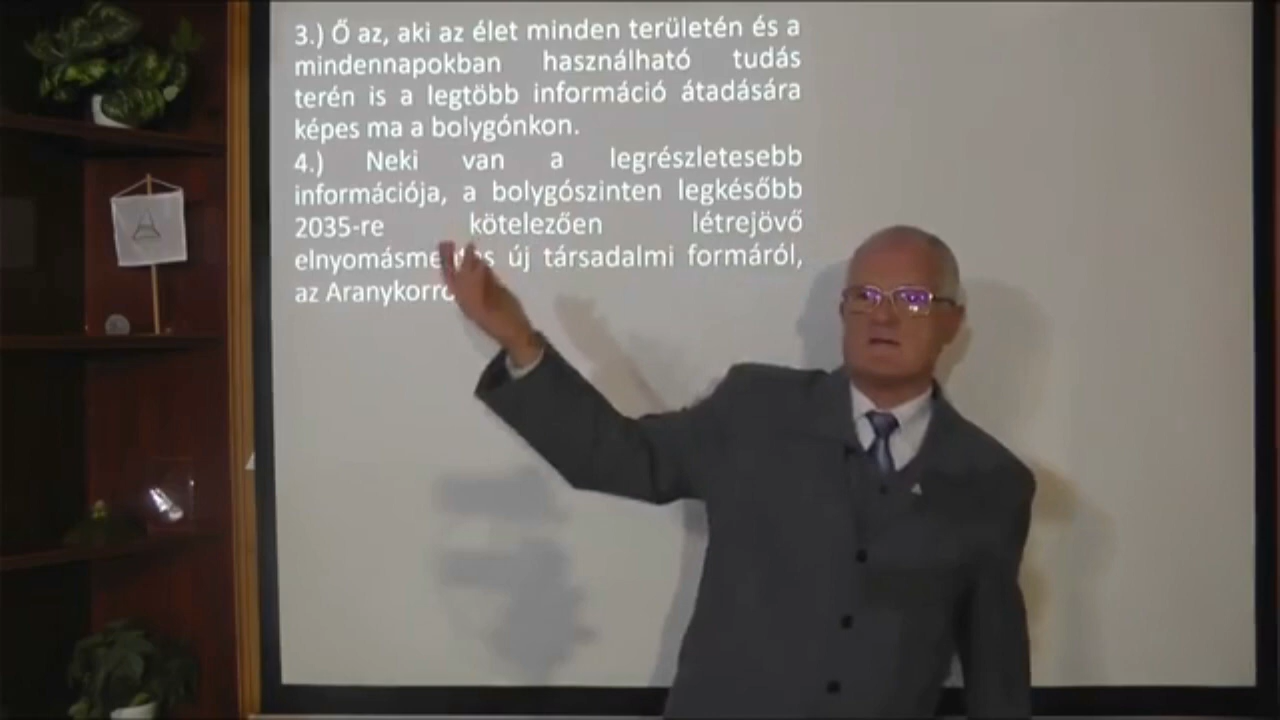 3.) Ő az, aki az élet minden területén és a
mindennapokban használható tudás
terén is a legtöbb információ átadására
képes ma a bolygónkon.
4.) Neki van a legrészletesebb
információja, a bolygószinten legkésőbb
2035-re kötelezően létrejövő
új társadalmi formáról,
az